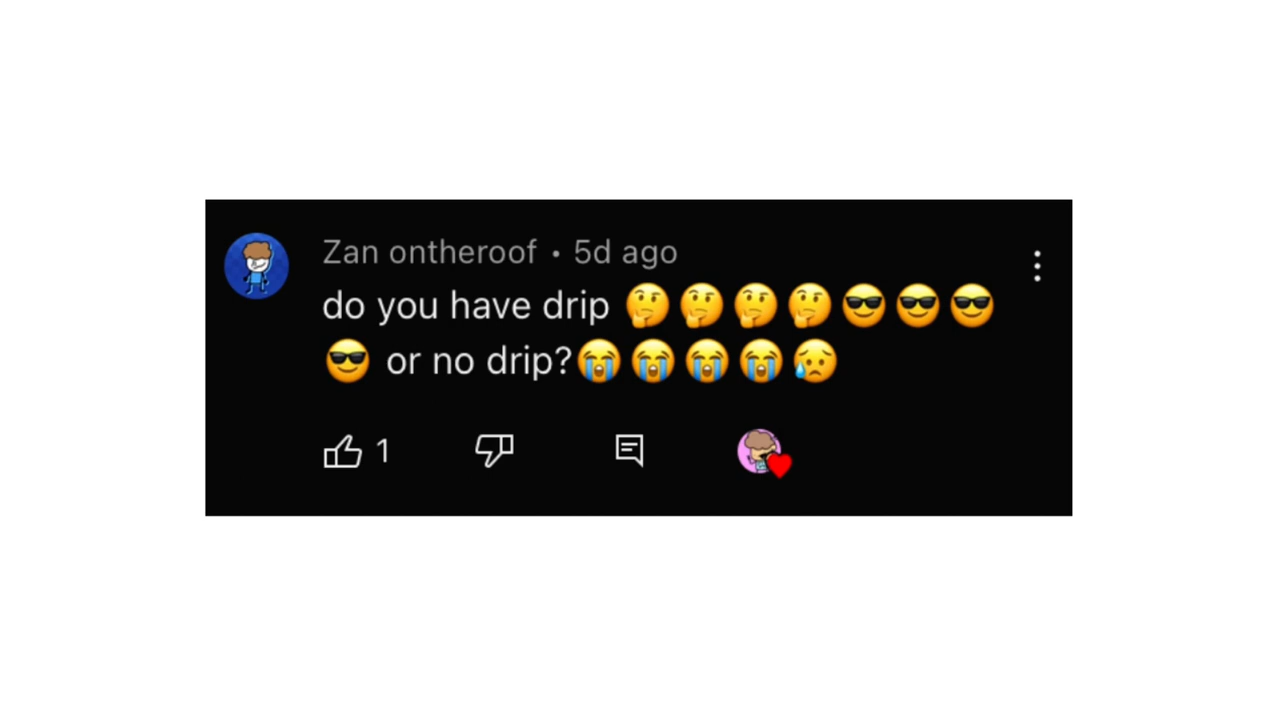 Zan ontheroof • 5d ago
do you have drip 🤔🤔🤔🤔😎😎😎
😎 or no drip?😭😭😭😭😥
1